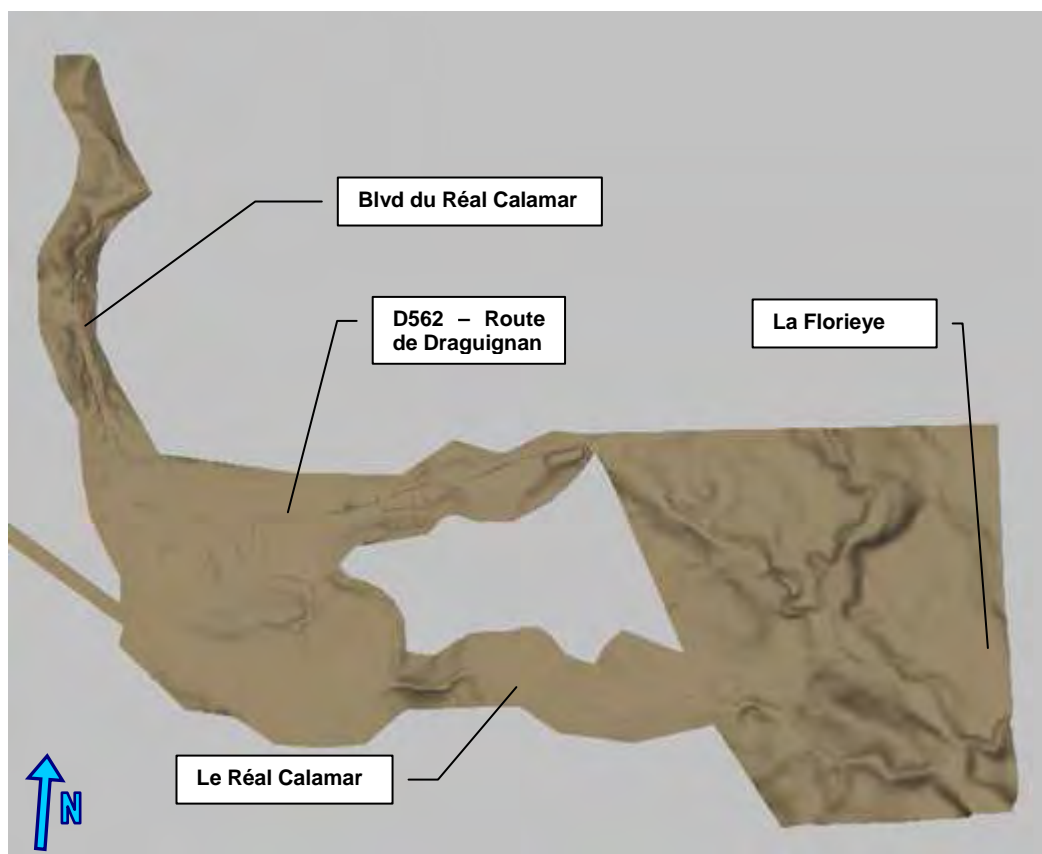 Blvd du Réal Calamar
D562 – Route
de Draguignan
La Florieye
Le Réal Calamar
N